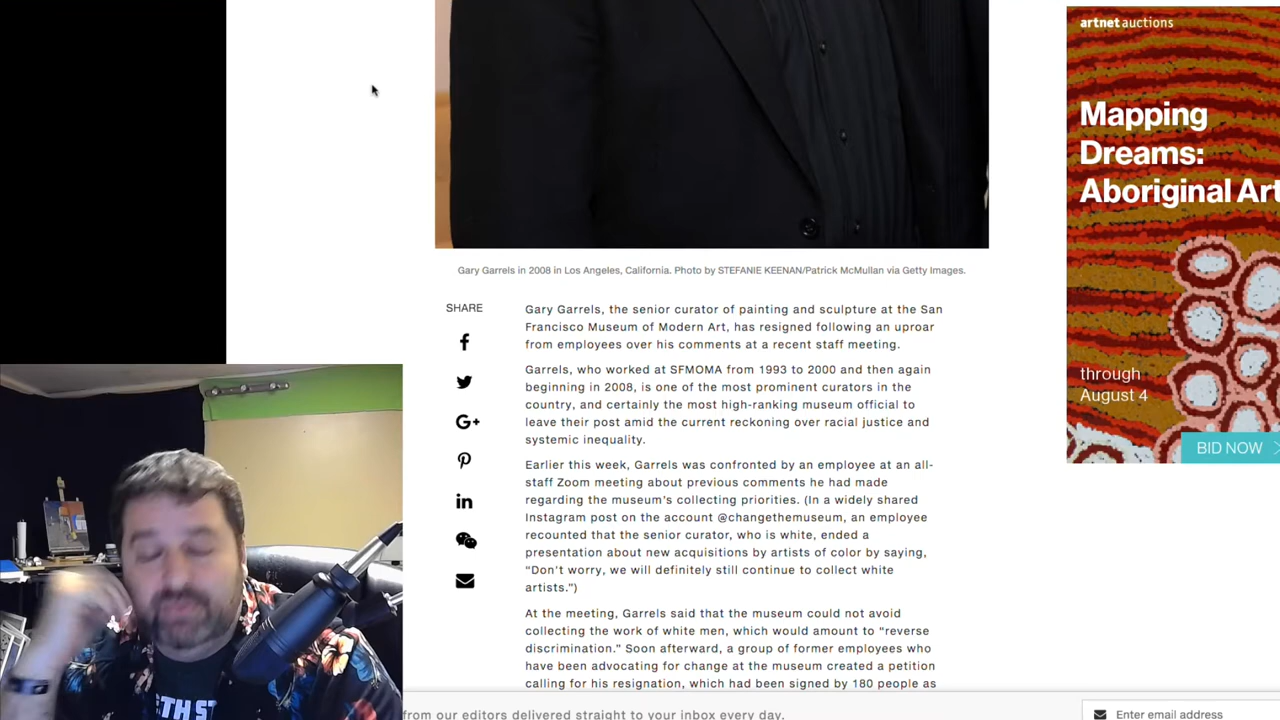 artnet auctions
Mapping
Dreams:
Aboriginal Art
through
August 4
BID NOW
Gary Garrels in 2008 in Los Angeles, California. Photo by STEFANIE KEENAN/Patrick McMullan via Getty Images.
SHARE
Gary Garrels, the senior curator of painting and sculpture at the San
Francisco Museum of Modern Art, has resigned following an uproar
from employees over his comments at a recent staff meeting.
Garrels, who worked at SFMOMA from 1993 to 2000 and then again
beginning in 2008, is one of the most prominent curators in the
country, and certainly the most high-ranking museum official to
leave their post amid the current reckoning over racial justice and
systemic inequality.
Earlier this week, Garrels was confronted by an employee at an all-
staff Zoom meeting about previous comments he had made
regarding the museum’s collecting priorities. (In a widely shared
Instagram post on the account @changethemuseum, an employee
recounted that the senior curator, who is white, ended a
presentation about new acquisitions by artists of color by saying,
“Don’t worry, we will definitely still continue to collect white
artists.”)
At the meeting, Garrels said that the museum could not avoid
collecting the work of white men, which would amount to “reverse
discrimination.” Soon afterward, a group of former employees who
have been advocating for change at the museum created a petition
calling for his resignation, which had been signed by 180 people as
from our editors delivered straight to your inbox every day.
Enter email address